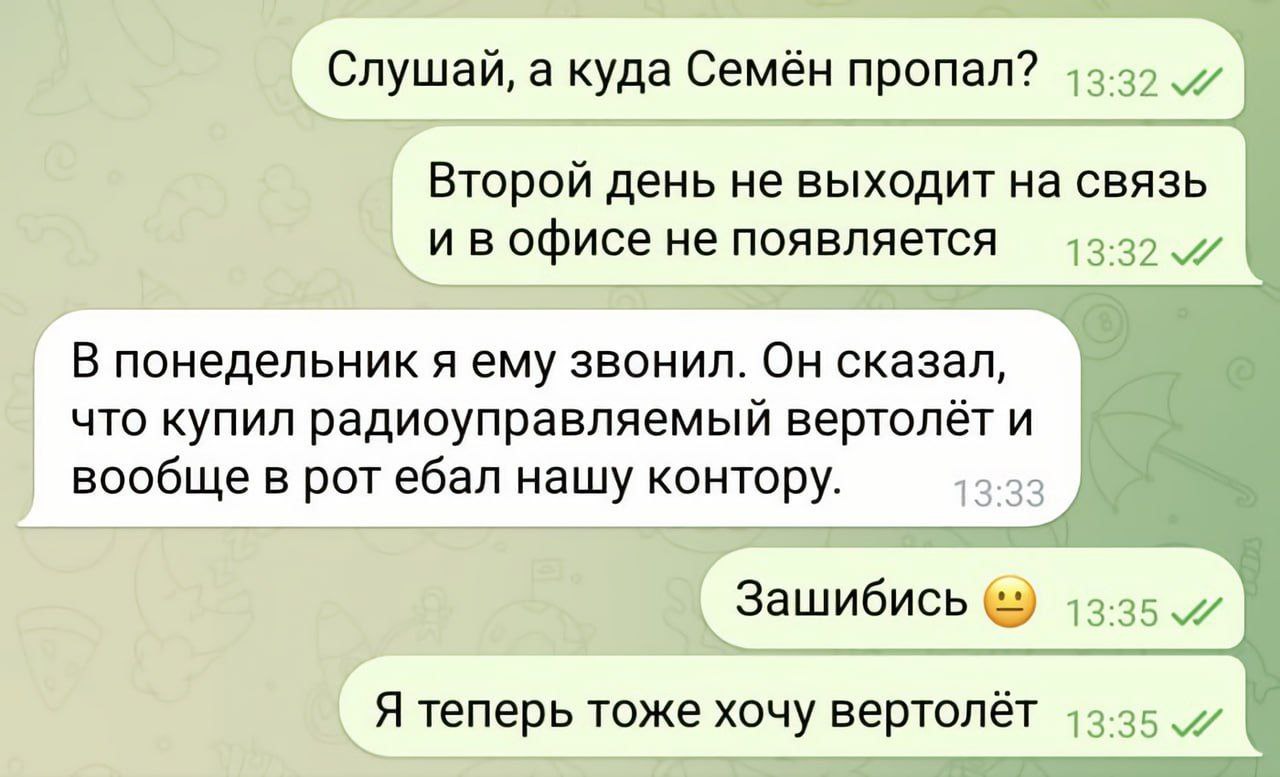 Слушай, а куда Семён пропал? 13:32
Второй день не выходит на связь
и в офисе не появляется 13:32
В понедельник я ему звонил. Он сказал,
что купил радиоуправляемый вертолёт и
вообще в рот ебал нашу контору. 13:33
Зашибись 😐 13:35
Я теперь тоже хочу вертолёт 13:35